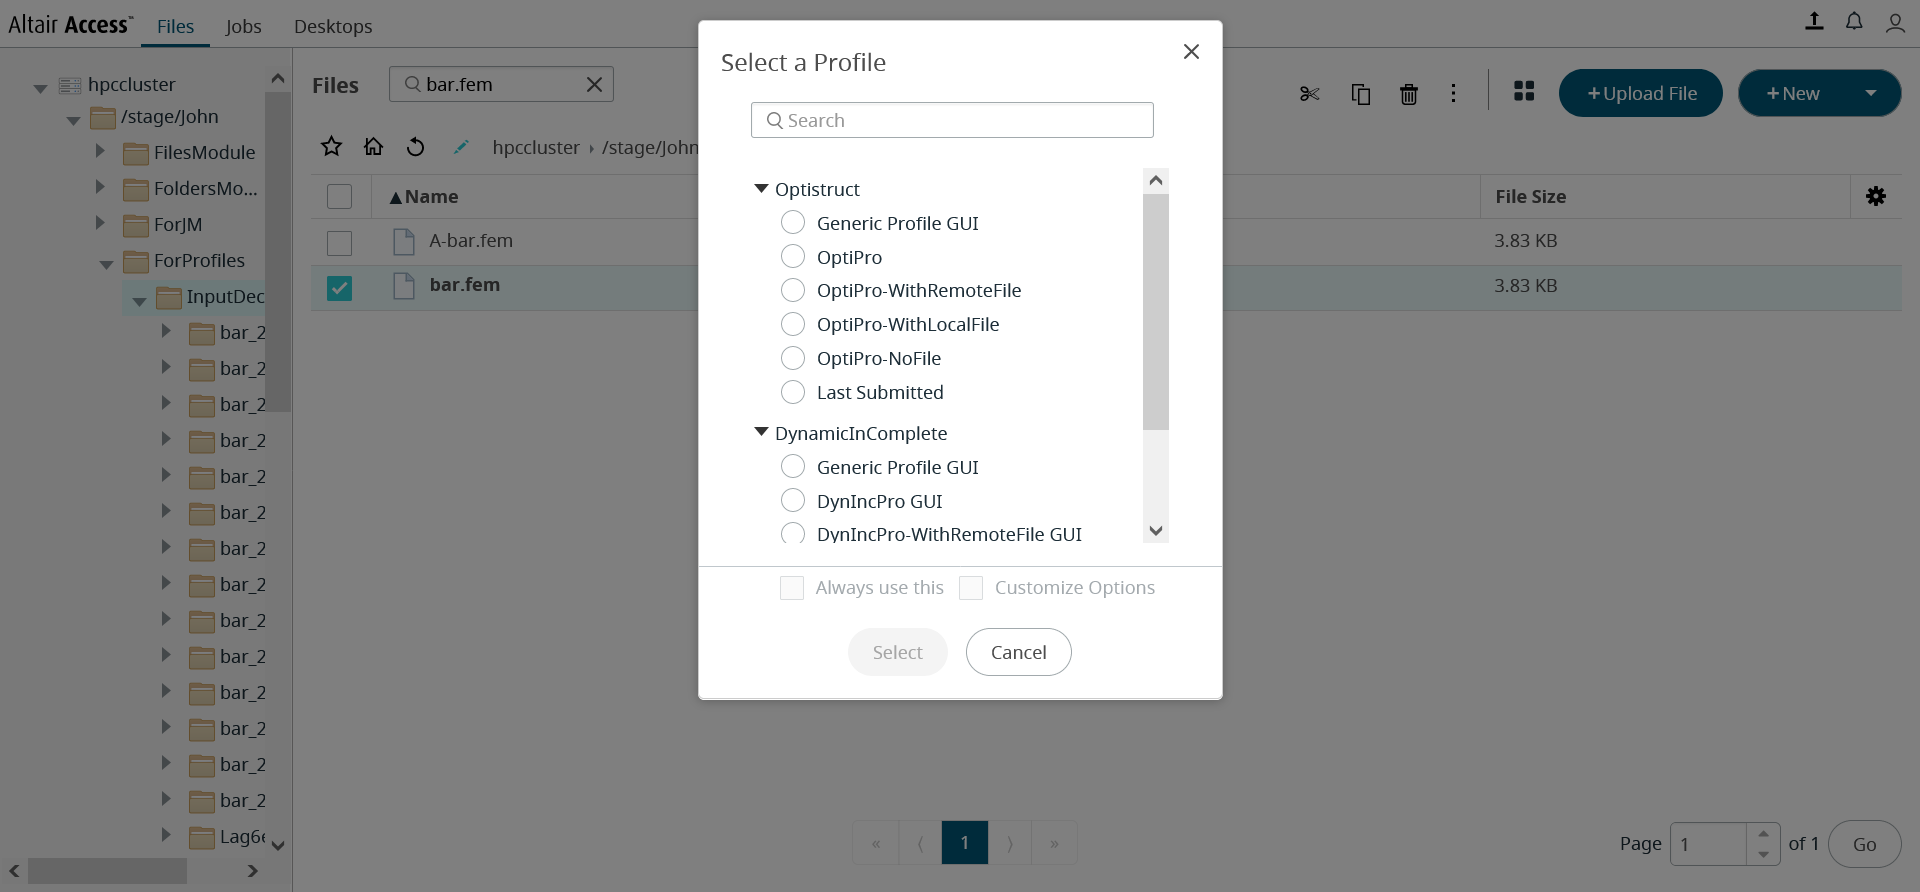 Altair Access™ Files Jobs Desktops
hpccluster
/stage/John
FilesModule
FoldersMo...
ForJM
ForProfiles
InputDec
bar_2
bar_2
bar_2
bar_2
bar_2
bar_2
bar_2
bar_2
bar_2
bar_2
bar_2
bar_2
bar_2
bar_2
Lag6e
Files
bar.fem
+Upload File
+New
hpccluster › /stage/John
▲Name
File Size
A-bar.fem
3.83 KB
bar.fem
3.83 KB
Select a Profile
Search
Optistruct
Generic Profile GUI
OptiPro
OptiPro-WithRemoteFile
OptiPro-WithLocalFile
OptiPro-NoFile
Last Submitted
DynamicInComplete
Generic Profile GUI
DynIncPro GUI
DynIncPro-WithRemoteFile GUI
Always use this Customize Options
Select Cancel
« ⟨ 1 ⟩ »
Page 1 of 1 Go